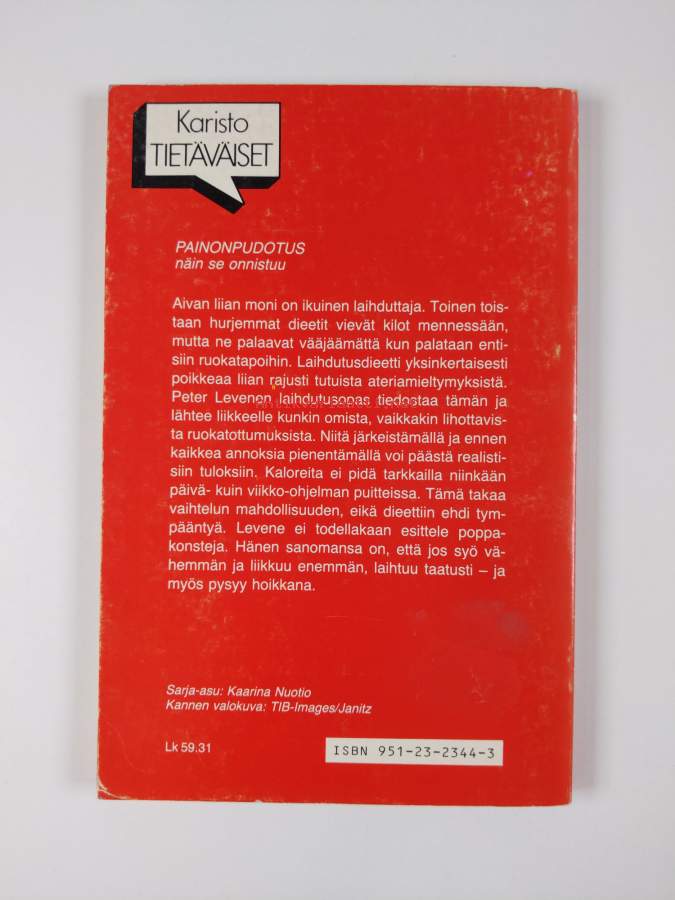 Karisto
TIETÄVÄISET
PAINONPUDOTUS
näin se onnistuu
Aivan liian moni on ikuinen laihduttaja. Toinen tois-
taan hurjemmat dieetit vievät kilot mennessään,
mutta ne palaavat vääjäämättä kun palataan enti-
siin ruokatapoihin. Laihdutusdieetti yksinkertaisesti
poikkeaa liian rajusti tutuista ateriamieltymyksistä.
Peter Levenen laihdutusopas tiedostaa tämän ja
lähtee liikkeelle kunkin omista, vaikkakin lihottavis-
ta ruokatottumuksista. Niitä järkeistämällä ja ennen
kaikkea annoksia pienentämällä voi päästä realisti-
siin tuloksiin. Kaloreita ei pidä tarkkailla niinkään
päivä- kuin viikko-ohjelman puitteissa. Tämä takaa
vaihtelun mahdollisuuden, eikä dieettiin ehdi tym-
pääntyä. Levene ei todellakaan esittele poppa-
konsteja. Hänen sanomansa on, että jos syö vä-
hemmän ja liikkuu enemmän, laihtuu taatusti – ja
myös pysyy hoikkana.
Sarja-asu: Kaarina Nuotio
Kannen valokuva: TIB-Images/Janitz
Lk 59.31
ISBN 951-23-2344-3